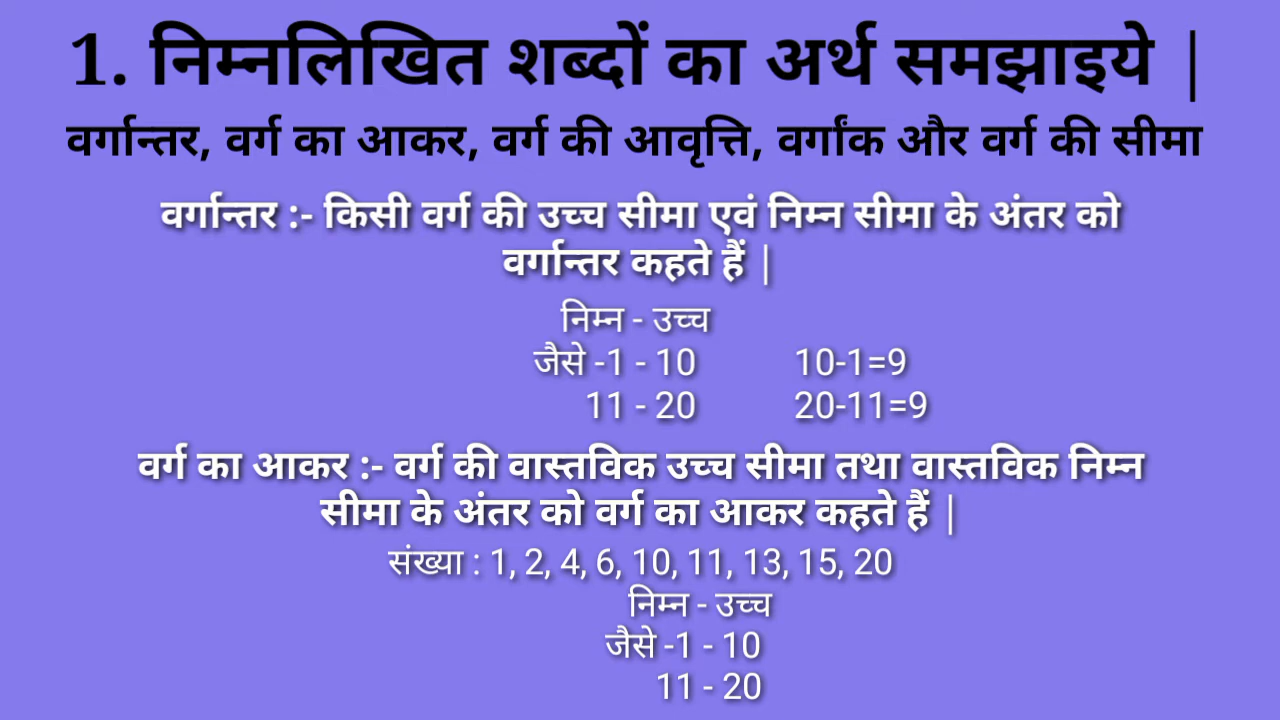 1. निम्नलिखित शब्दों का अर्थ समझाइये |
वर्गान्तर, वर्ग का आकर, वर्ग की आवृत्ति, वर्गांक और वर्ग की सीमा
वर्गान्तर :- किसी वर्ग की उच्च सीमा एवं निम्न सीमा के अंतर को
वर्गान्तर कहते हैं |
निम्न - उच्च
जैसे -1 - 10 10-1=9
11 - 20 20-11=9
वर्ग का आकर :- वर्ग की वास्तविक उच्च सीमा तथा वास्तविक निम्न
सीमा के अंतर को वर्ग का आकर कहते हैं |
संख्या : 1, 2, 4, 6, 10, 11, 13, 15, 20
निम्न - उच्च
जैसे -1 - 10
11 - 20